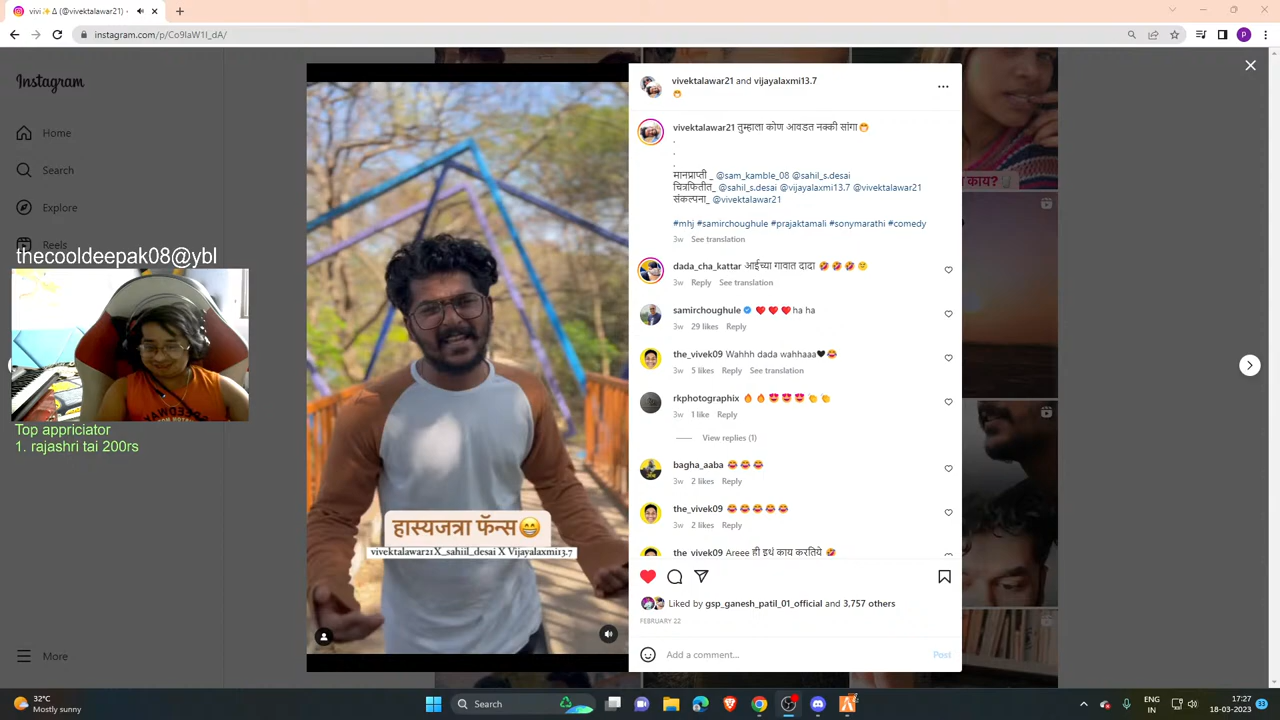 vivi✨Δ (@vivektalawar21) •
instagram.com/p/Co9IaW1I_dA/
Instagram
Home
Search
Explore
Reels
More
thecooldeepak08@ybl
Top appriciator
1. rajashri tai 200rs
हास्यजत्रा फॅन्स😁
vivektalawar21X_sahiil_desai X Vijayalaxmi13.7
vivektalawar21 and vijayalaxmi13.7
😁
vivektalawar21 तुम्हाला कोण आवडत नक्की सांगा😁
.
.
.
मानप्राप्ती _ @sam_kamble_08 @sahil_s.desai
चित्रफितीत_ @sahil_s.desai @vijayalaxmi13.7 @vivektalawar21
संकल्पना_ @vivektalawar21
#mhj #samirchoughule #prajaktamali #sonymarathi #comedy
3w See translation
dada_cha_kattar आईच्या गावात दादा 🤣🤣🤣🫡
3w Reply See translation
samirchoughule ❤️❤️❤️ha ha
3w 29 likes Reply
the_vivek09 Wahhh dada wahhaaa🖤😂
3w 5 likes Reply See translation
rkphotographix 🔥🔥😍😍😍👏👏
3w 1 like Reply
View replies (1)
bagha_aaba 😂😂😂
3w 2 likes Reply
the_vivek09 😂😂😂😂😂
3w 2 likes Reply
the_vivek09 Areee ही इथं काय करतिये 🤣
Liked by gsp_ganesh_patil_01_official and 3,757 others
FEBRUARY 22
Add a comment...
Post
काय?
32°C
Mostly sunny
Search
ENG
IN
17:27
18-03-2023
33